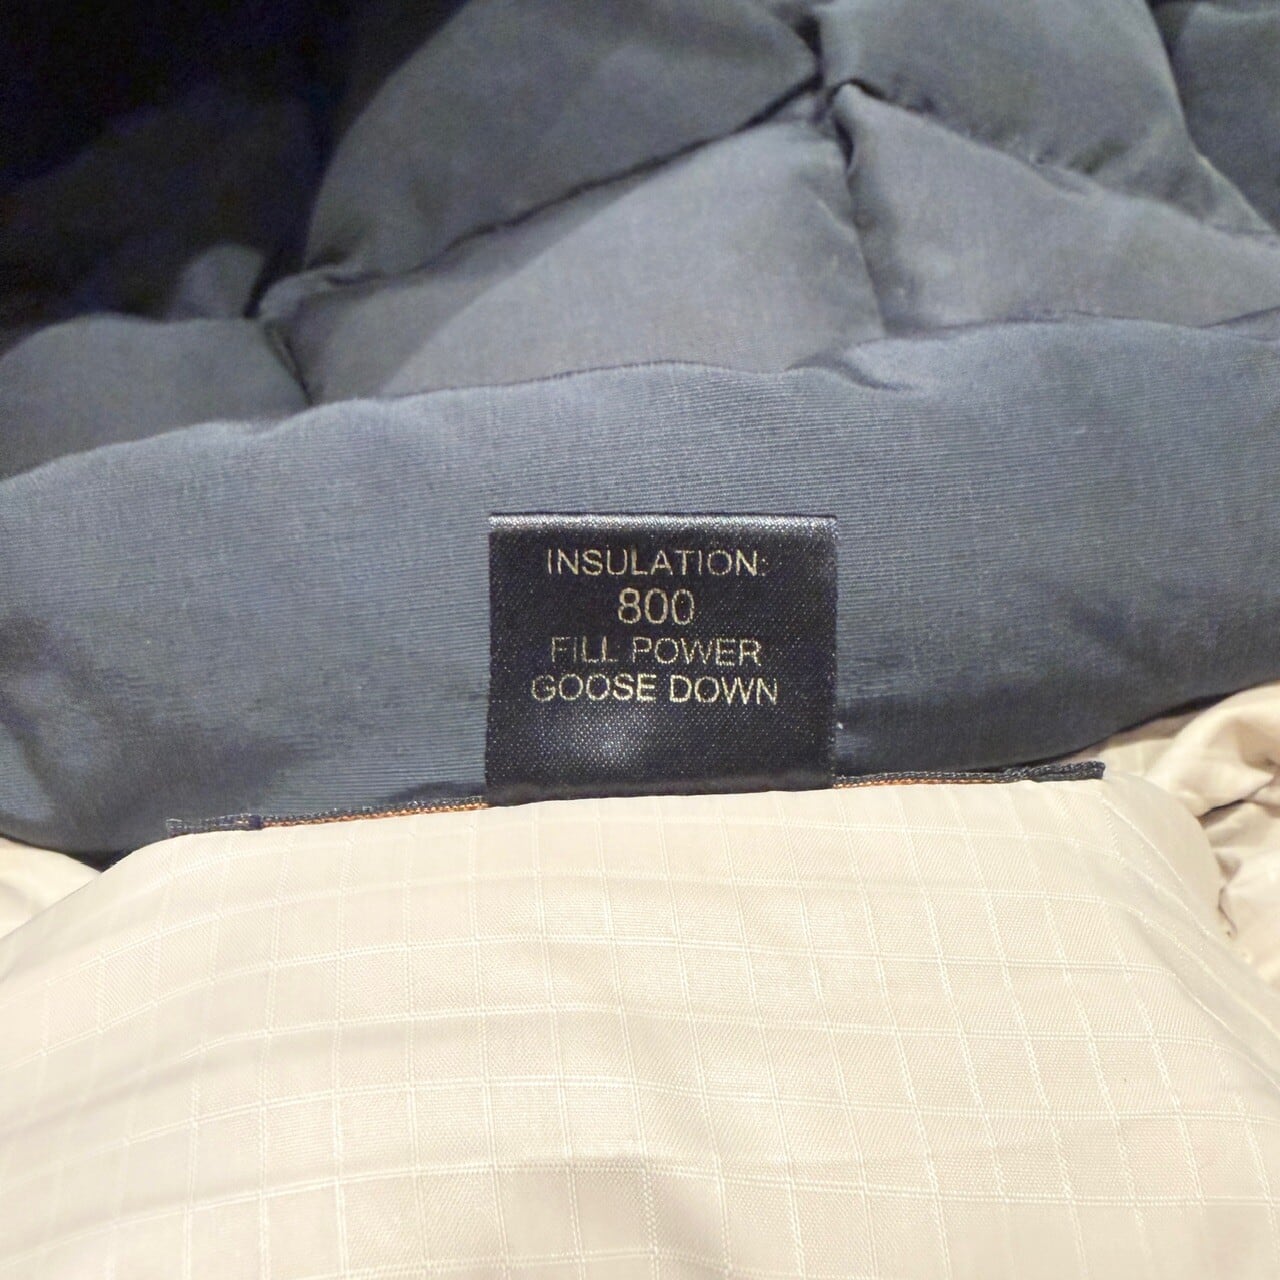 INSULATION:
800
FILL POWER
GOOSE DOWN